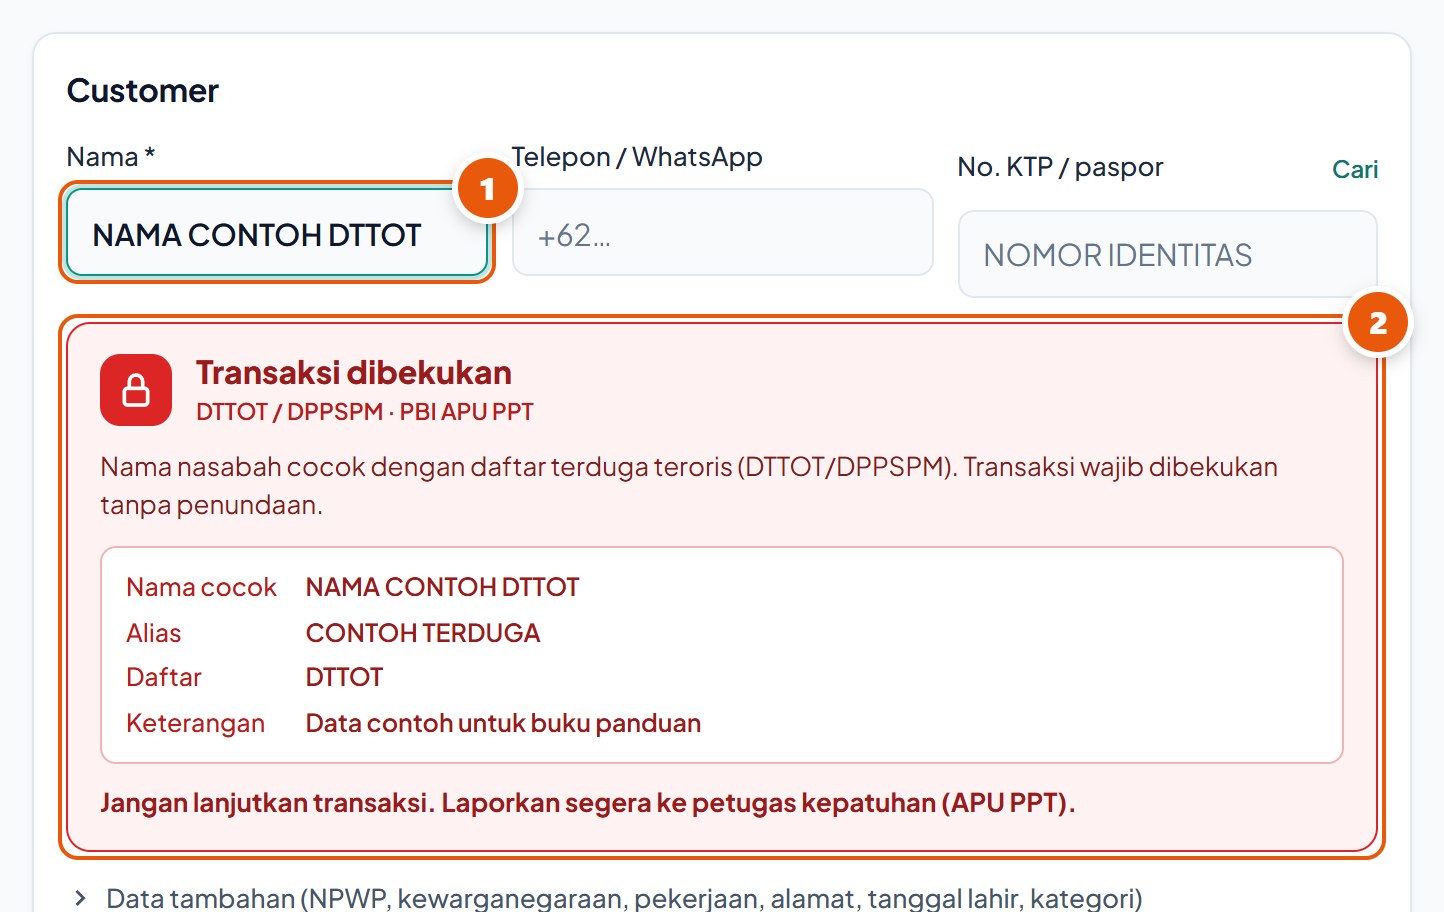 Customer
Nama *
Telepon / WhatsApp
No. KTP / paspor
Cari
1
NAMA CONTOH DTTOT
+62...
NOMOR IDENTITAS
2
Transaksi dibekukan
DTTOT / DPPSPM · PBI APU PPT
Nama nasabah cocok dengan daftar terduga teroris (DTTOT/DPPSPM). Transaksi wajib dibekukan
tanpa penundaan.
Nama cocok NAMA CONTOH DTTOT
Alias CONTOH TERDUGA
Daftar DTTOT
Keterangan Data contoh untuk buku panduan
Jangan lanjutkan transaksi. Laporkan segera ke petugas kepatuhan (APU PPT).
Data tambahan (NPWP, kewarganegaraan, pekerjaan, alamat, tanggal lahir, kategori)